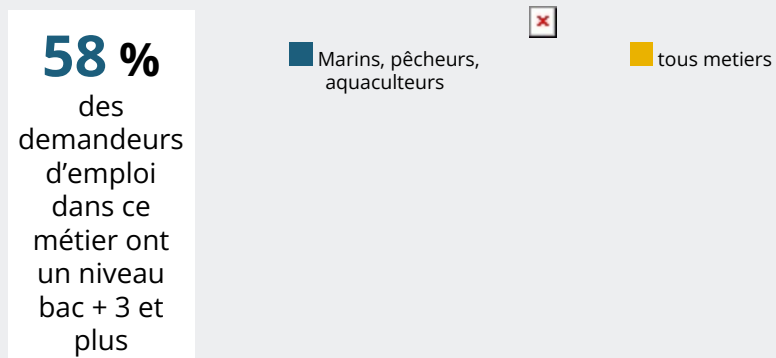 58 %
des
demandeurs
d’emploi
dans ce
métier ont
un niveau
bac + 3 et
plus
Marins, pêcheurs,
aquaculteurs
tous metiers